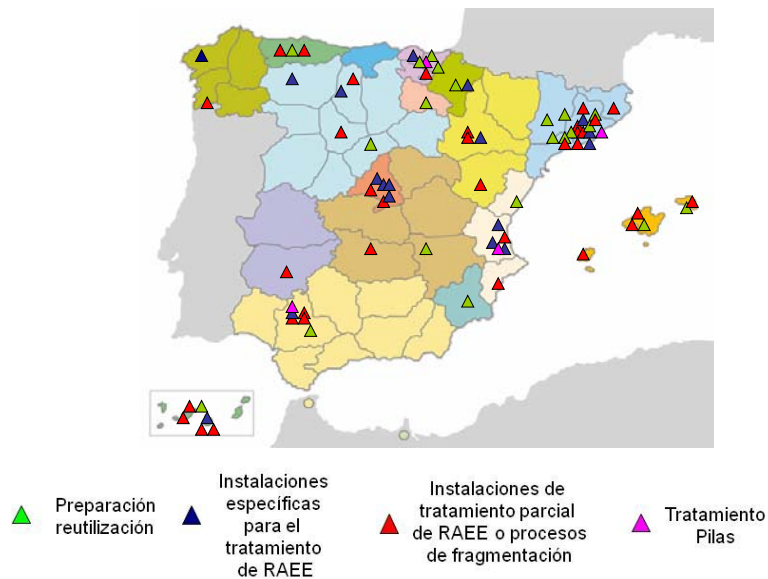 Preparación
reutilización
Instalaciones
específicas
para el
tratamiento
de RAEE
Instalaciones de
tratamiento parcial
de RAEE o procesos
de fragmentación
Tratamiento
Pilas